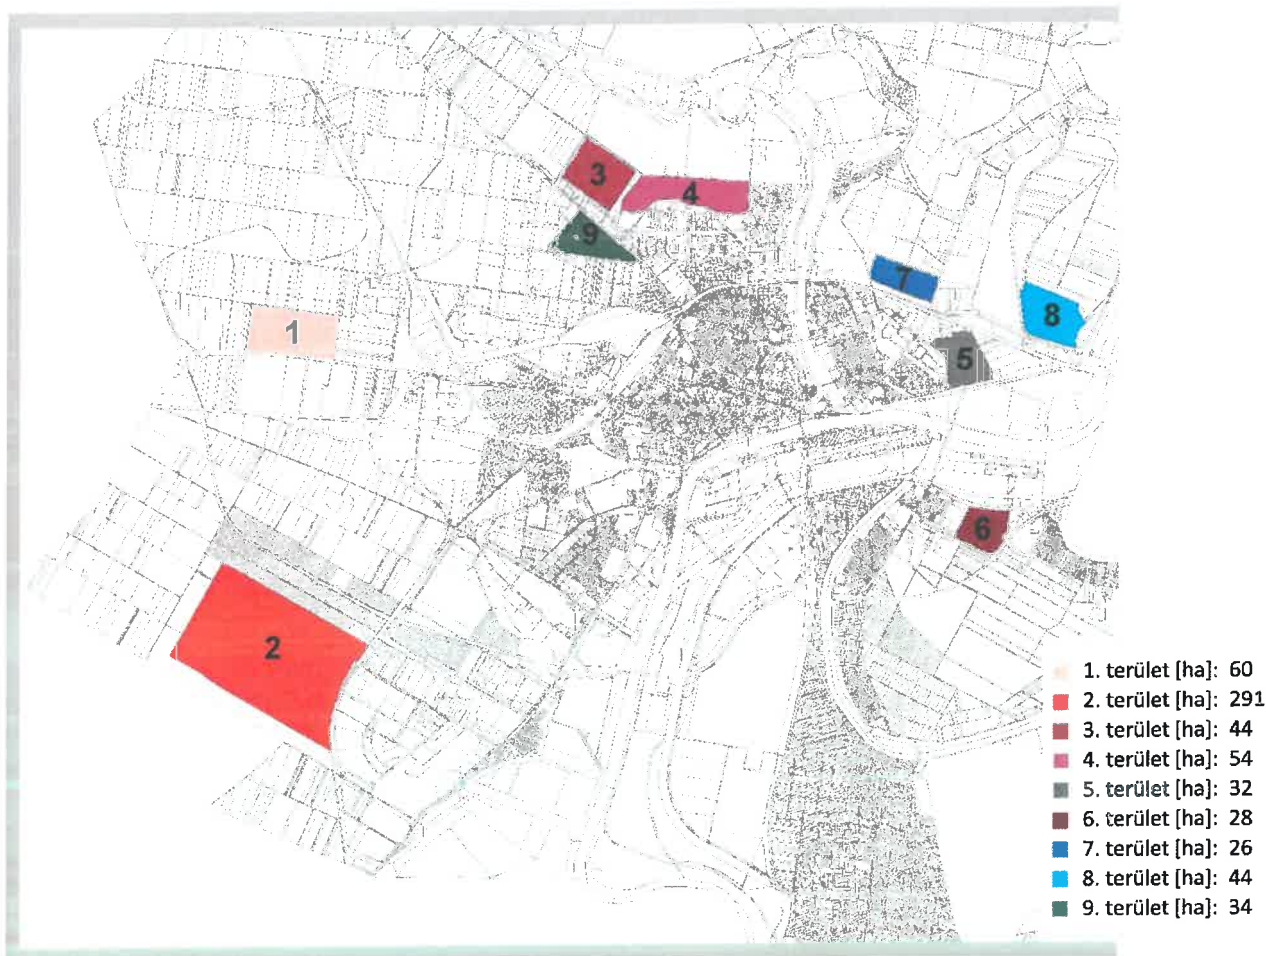 3
4
9
7
8
1
5
6
2
1. terület [ha]: 60
2. terület [ha]: 291
3. terület [ha]: 44
4. terület [ha]: 54
5. terület [ha]: 32
6. terület [ha]: 28
7. terület [ha]: 26
8. terület [ha]: 44
9. terület [ha]: 34